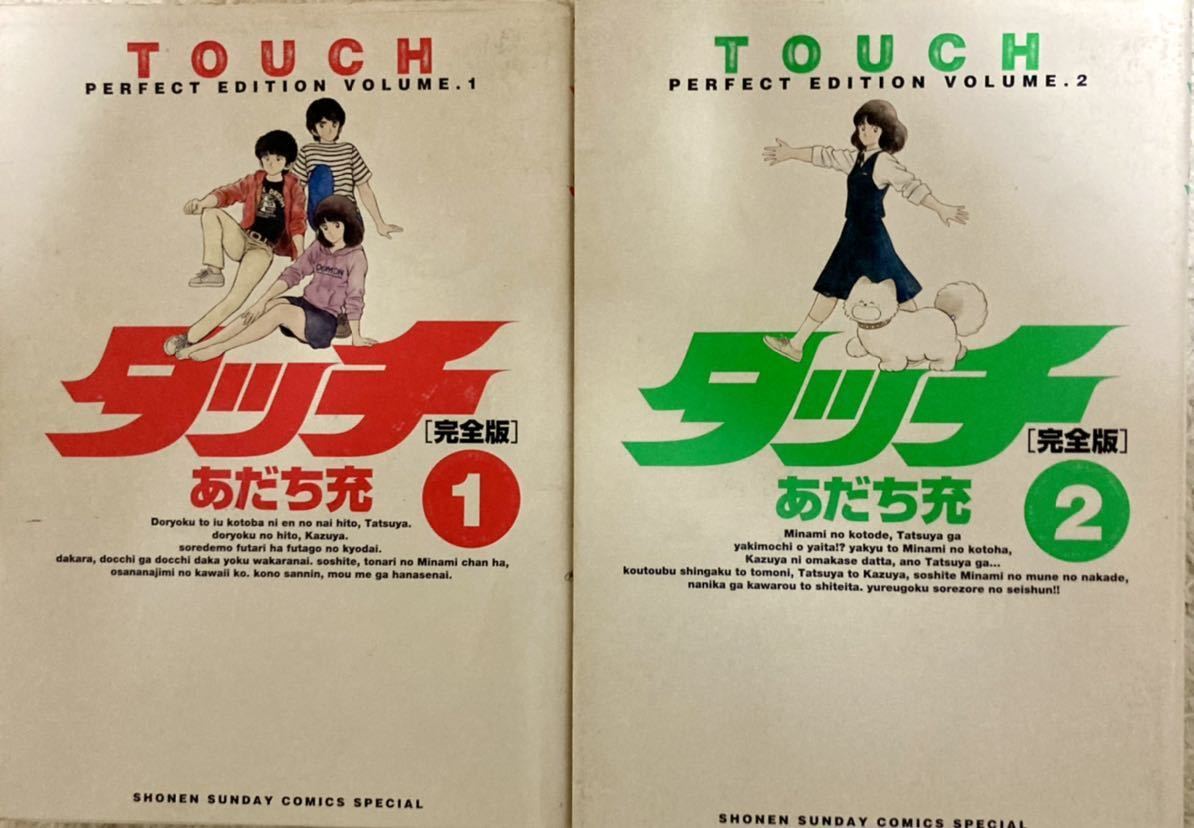 TOUCH
PERFECT EDITION VOLUME.1
タッチ
[完全版]
あだち充
1
Doryoku to iu kotoba ni en no nai hito, Tatsuya.
doryoku no hito, Kazuya.
soredemo futari ha futago no kyodai.
dakara, docchi ga docchi daka yoku wakaranai. soshite, tonari no Minami chan ha,
osananajimi no kawaii ko. kono sannin, mou me ga hanasenai.
SHONEN SUNDAY COMICS SPECIAL
TOUCH
PERFECT EDITION VOLUME.2
タッチ
[完全版]
あだち充
2
Minami no kotode, Tatsuya ga
yakimochi o yaita!? yakyu to Minami no kotoha,
Kazuya ni omakase datta, ano Tatsuya ga...
koutoubu shingaku to tomoni, Tatsuya to Kazuya, soshite Minami no mune no nakade,
nanika ga kawarou to shiteita. yureugoku sorezore no seishun!!
SHONEN SUNDAY COMICS SPECIAL